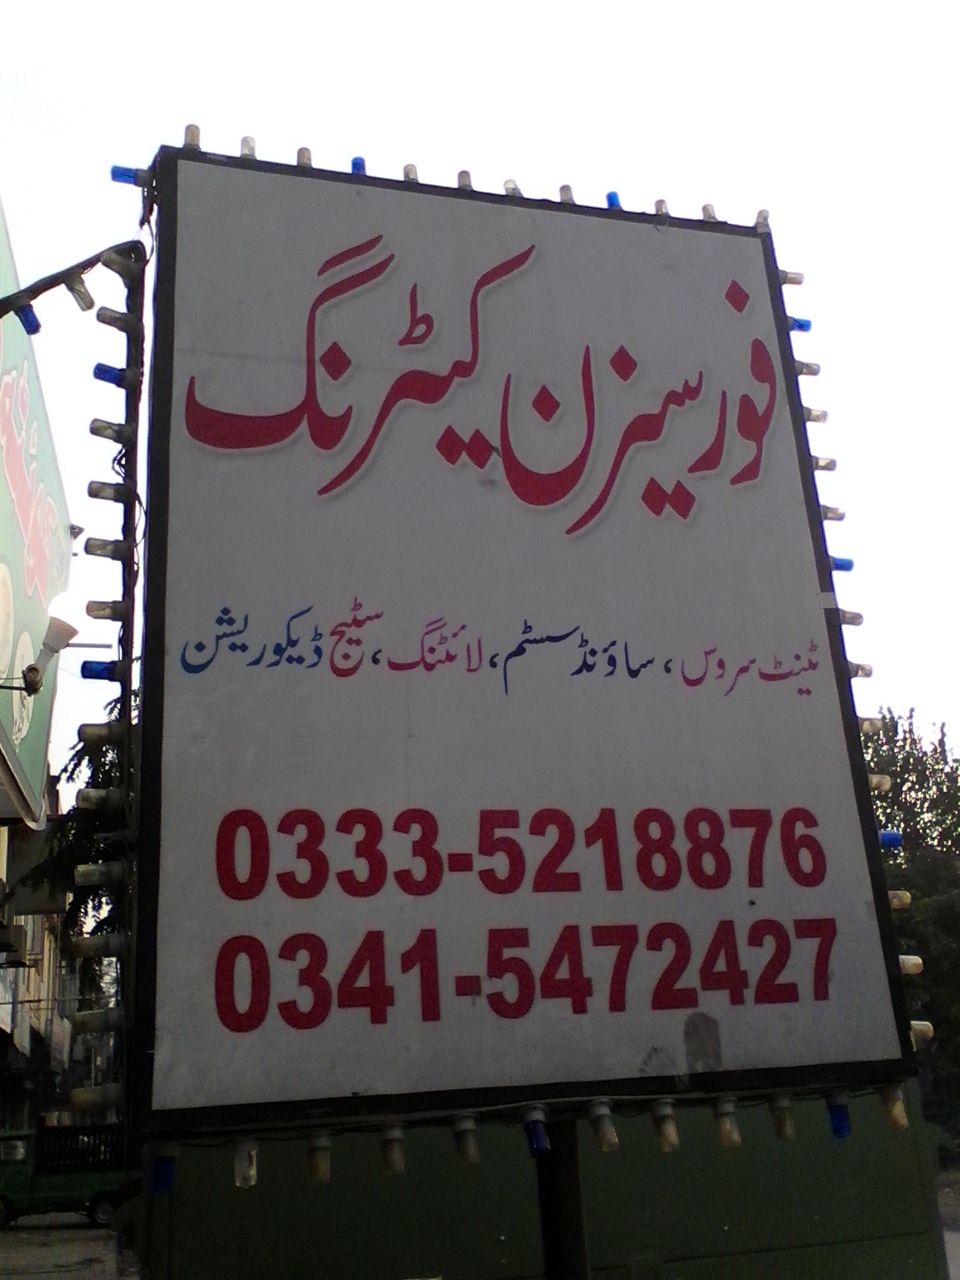 فور سیزن کیٹرنگ
ٹینٹ سروس، ساؤنڈ سسٹم، لائٹنگ، سٹیج ڈیکوریشن
0333-5218876
0341-5472427